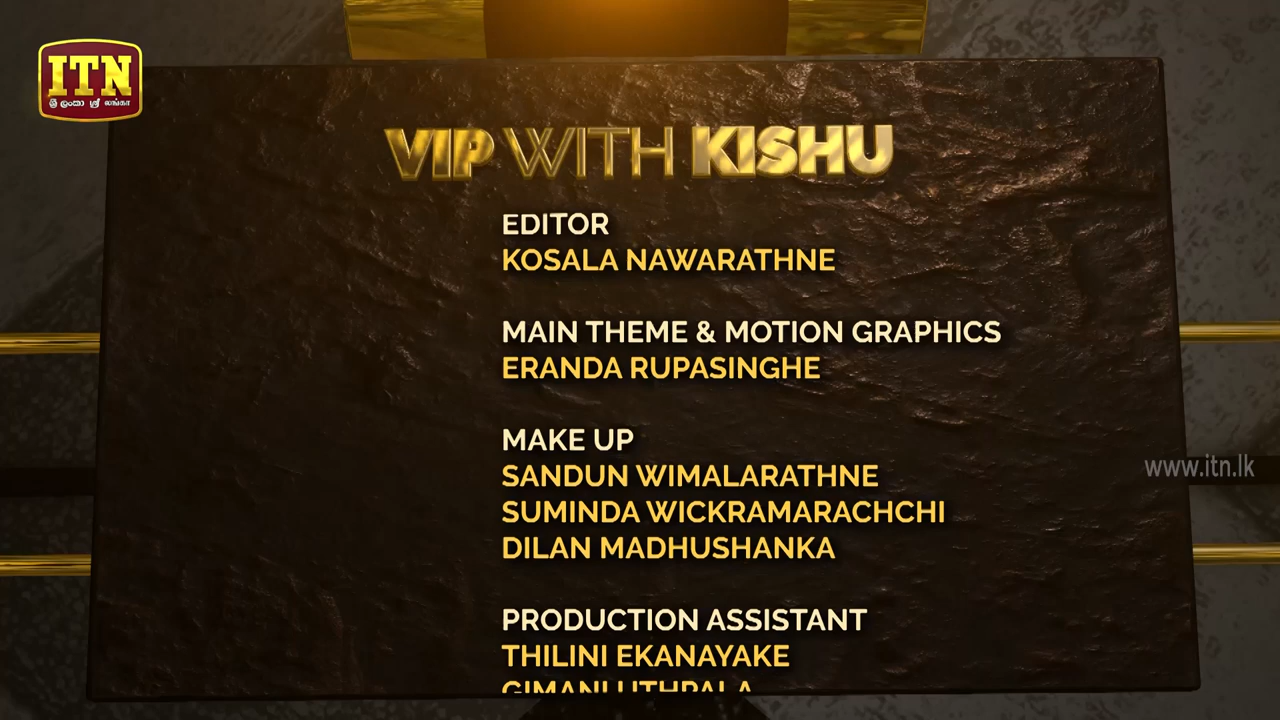 ITN
ශ්‍රී ලංකා ශ්‍රී லங்கா
VIP WITH KISHU
EDITOR
KOSALA NAWARATHNE
MAIN THEME & MOTION GRAPHICS
ERANDA RUPASINGHE
MAKE UP
SANDUN WIMALARATHNE
SUMINDA WICKRAMARACHCHI
DILAN MADHUSHANKA
www.itn.lk
PRODUCTION ASSISTANT
THILINI EKANAYAKE